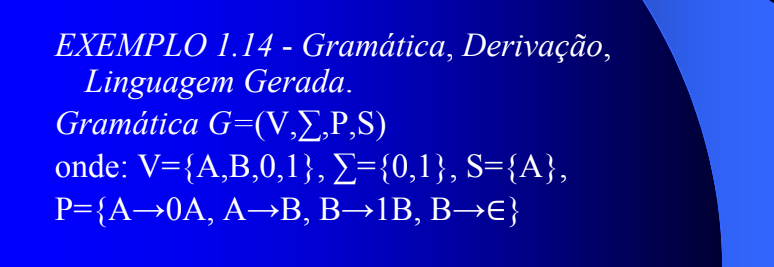 EXEMPLO 1.14 - Gramática, Derivação,
Linguagem Gerada.
Gramática G=(V,∑,P,S)
onde: V={A,B,0,1}, ∑={0,1}, S={A},
P={A→0A, A→B, B→1B, B→∈}